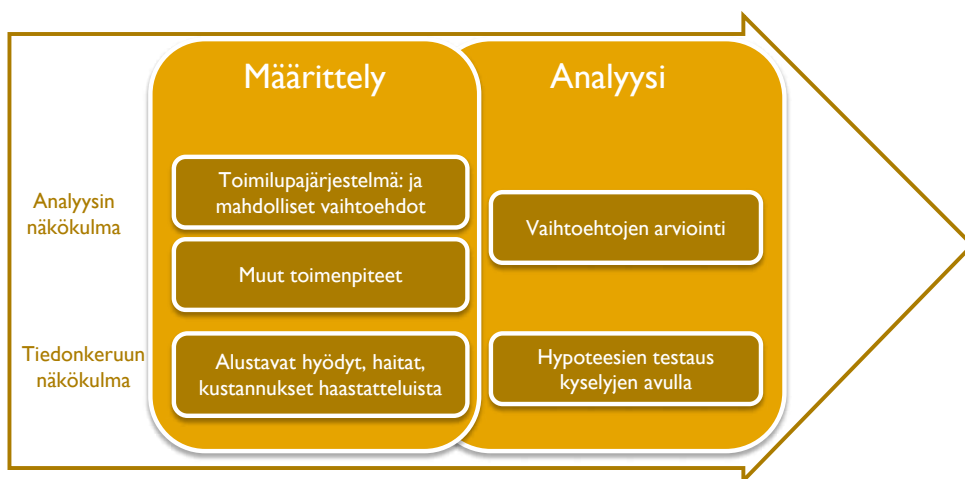 Määrittely
Analyysi
Analyysin
näkökulma
Toimilupajärjestelmä: ja
mahdolliset vaihtoehdot
Vaihtoehtojen arviointi
Muut toimenpiteet
Tiedonkeruun
näkökulma
Alustavat hyödyt, haitat,
kustannukset haastatteluista
Hypoteesien testaus
kyselyjen avulla